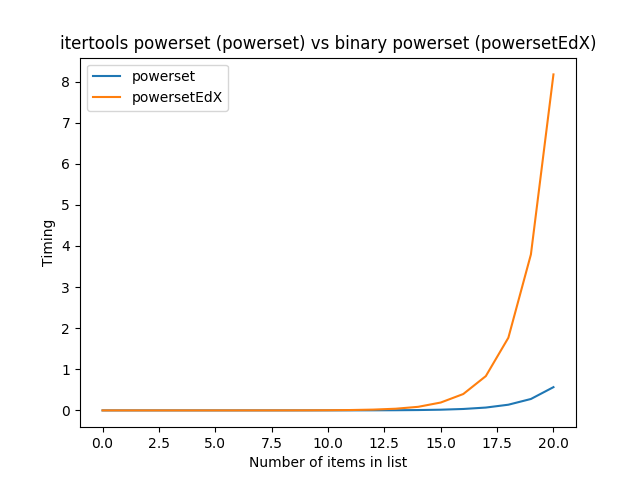 itertools powerset (powerset) vs binary powerset (powersetEdX)
powerset
powersetEdX
8
7
6
5
4
3
2
1
0
Timing
0.0 2.5 5.0 7.5 10.0 12.5 15.0 17.5 20.0
Number of items in list